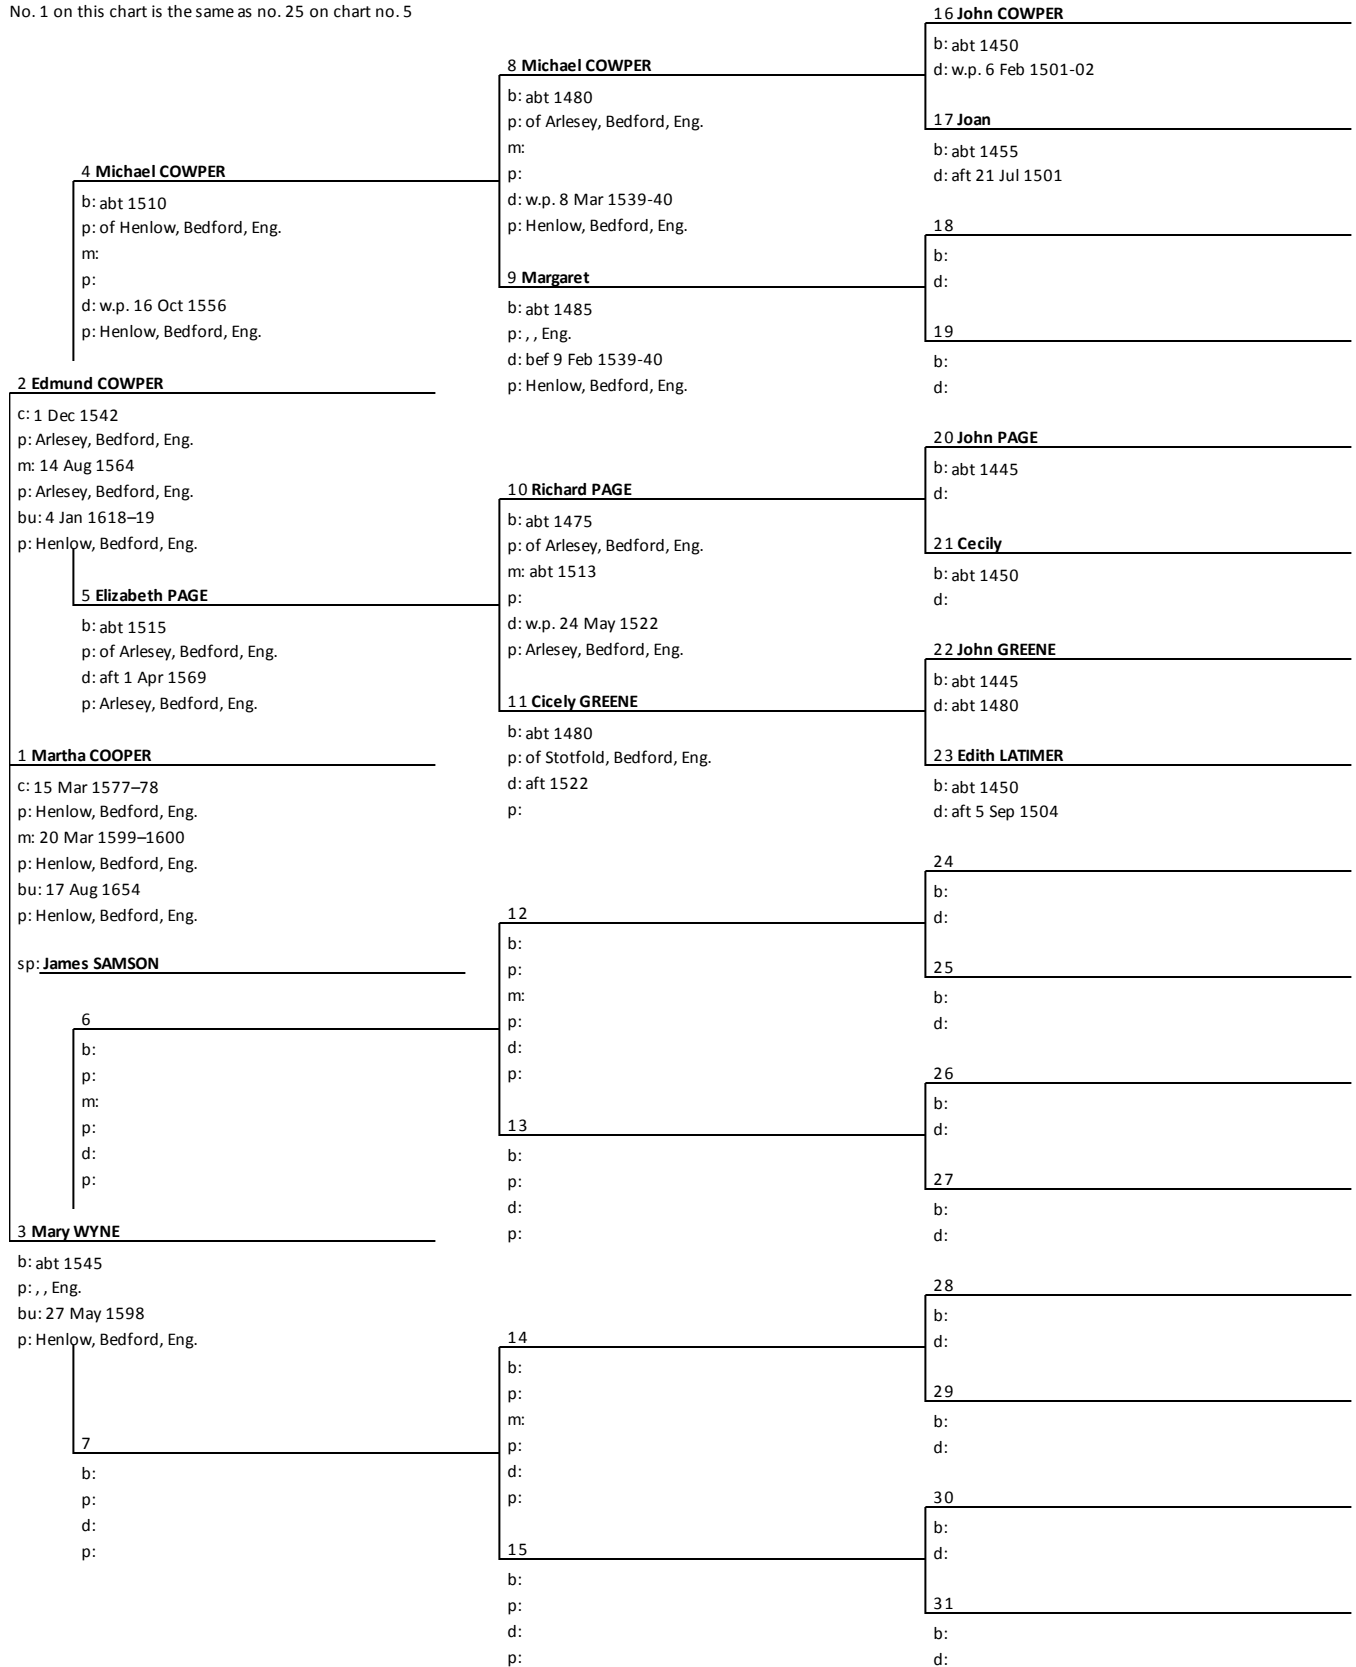 No. 1 on this chart is the same as no. 25 on chart no. 5
16 John COWPER
b: abt 1450
d: w.p. 6 Feb 1501-02
8 Michael COWPER
b: abt 1480
p: of Arlesey, Bedford, Eng.
m:
p:
d: w.p. 8 Mar 1539-40
p: Henlow, Bedford, Eng.
17 Joan
b: abt 1455
d: aft 21 Jul 1501
4 Michael COWPER
b: abt 1510
p: of Henlow, Bedford, Eng.
m:
p:
d: w.p. 16 Oct 1556
p: Henlow, Bedford, Eng.
18
b:
d:
9 Margaret
b: abt 1485
p: , , Eng.
d: bef 9 Feb 1539-40
p: Henlow, Bedford, Eng.
19
b:
d:
2 Edmund COWPER
c: 1 Dec 1542
p: Arlesey, Bedford, Eng.
m: 14 Aug 1564
p: Arlesey, Bedford, Eng.
bu: 4 Jan 1618–19
p: Henlow, Bedford, Eng.
20 John PAGE
b: abt 1445
d:
10 Richard PAGE
b: abt 1475
p: of Arlesey, Bedford, Eng.
m: abt 1513
p:
d: w.p. 24 May 1522
p: Arlesey, Bedford, Eng.
21 Cecily
b: abt 1450
d:
5 Elizabeth PAGE
b: abt 1515
p: of Arlesey, Bedford, Eng.
d: aft 1 Apr 1569
p: Arlesey, Bedford, Eng.
22 John GREENE
b: abt 1445
d: abt 1480
11 Cicely GREENE
b: abt 1480
p: of Stotfold, Bedford, Eng.
d: aft 1522
p:
23 Edith LATIMER
b: abt 1450
d: aft 5 Sep 1504
1 Martha COOPER
c: 15 Mar 1577–78
p: Henlow, Bedford, Eng.
m: 20 Mar 1599–1600
p: Henlow, Bedford, Eng.
bu: 17 Aug 1654
p: Henlow, Bedford, Eng.
sp: James SAMSON
24
b:
d:
12
b:
p:
m:
p:
d:
p:
25
b:
d:
6
b:
p:
m:
p:
d:
p:
26
b:
d:
13
b:
p:
d:
p:
27
b:
d:
3 Mary WYNE
b: abt 1545
p: , , Eng.
bu: 27 May 1598
p: Henlow, Bedford, Eng.
28
b:
d:
14
b:
p:
m:
p:
d:
p:
29
b:
d:
7
b:
p:
d:
p:
30
b:
d:
15
b:
p:
d:
p:
31
b:
d: